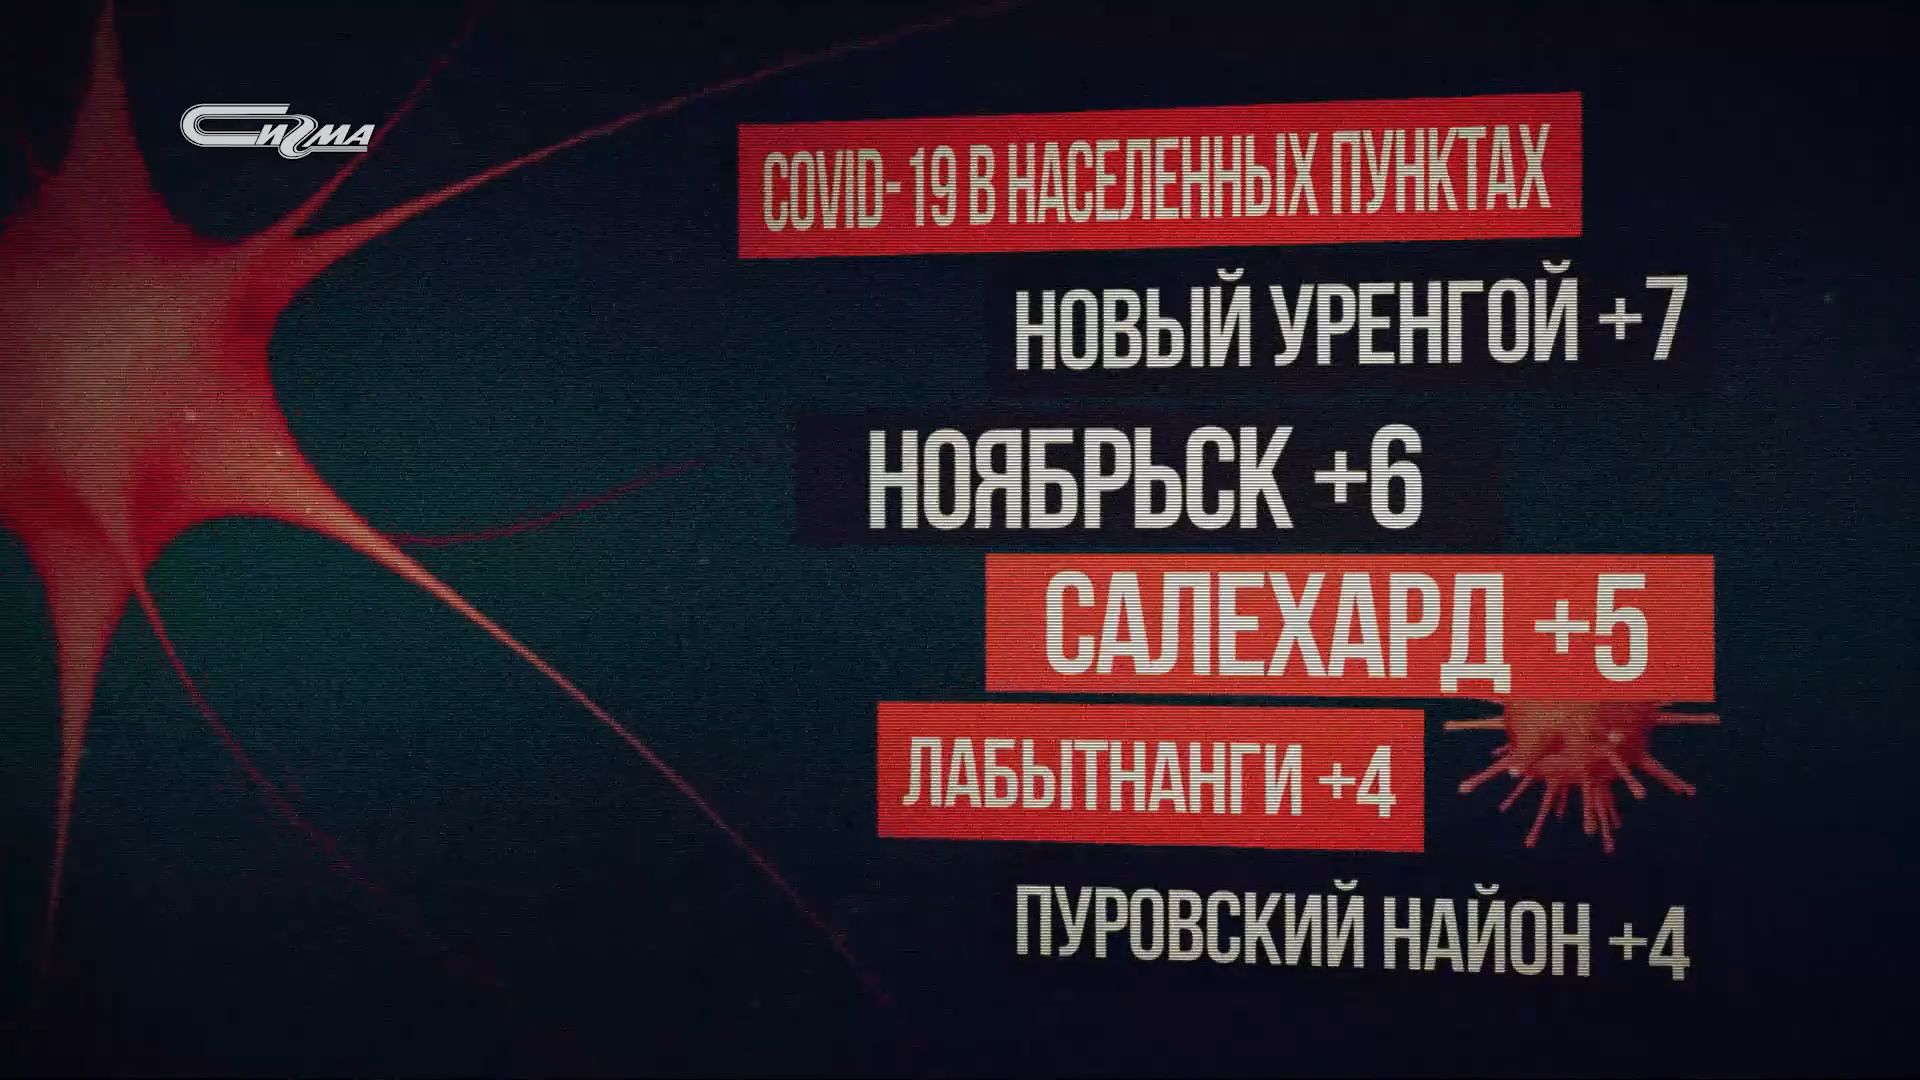 СИГМА
COVID-19 В НАСЕЛЕННЫХ ПУНКТАХ
НОВЫЙ УРЕНГОЙ +7
НОЯБРЬСК +6
САЛЕХАРД +5
ЛАБЫТНАНГИ +4
ПУРОВСКИЙ НАЙОН +4